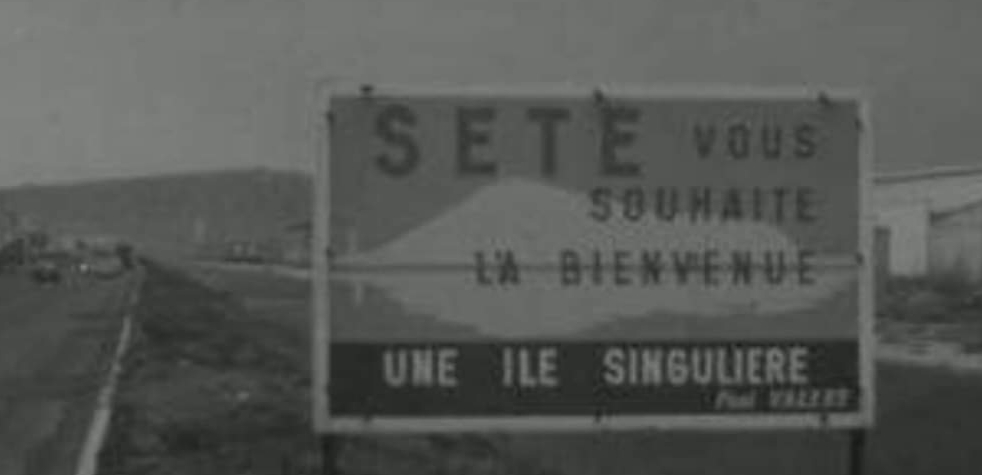 SETE VOUS
SOUHAITE
LA BIENVENUE
UNE ILE SINGULIERE
Paul VALERY